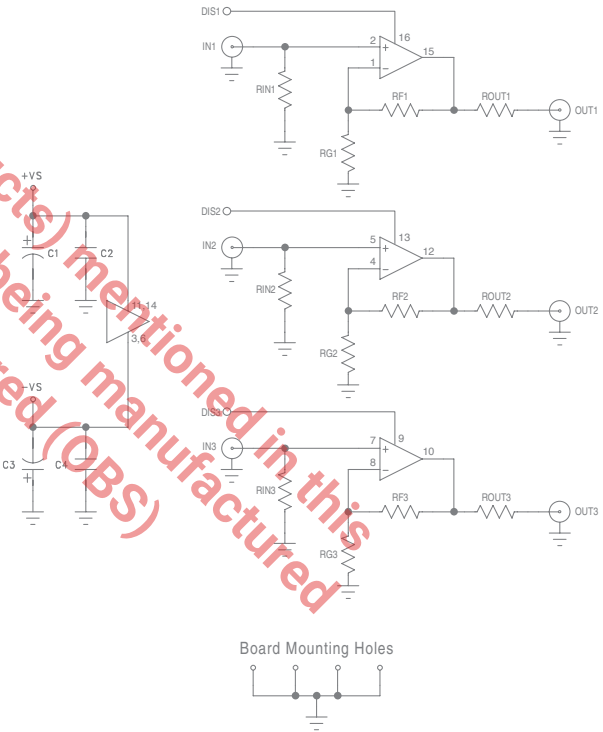 DIS1
IN1
2
1
+
−
16
15
RIN1
RF1
ROUT1
OUT1
RG1
+VS
+
C1
C2
11,14
3,6
-VS
C3
+
C4
DIS2
IN2
5
4
+
−
13
12
RIN2
RF2
ROUT2
OUT2
RG2
DIS3
IN3
7
8
+
−
9
10
RIN3
RF3
ROUT3
OUT3
RG3
cts) mentioned in this
being manufactured
red (OBS)
Board Mounting Holes